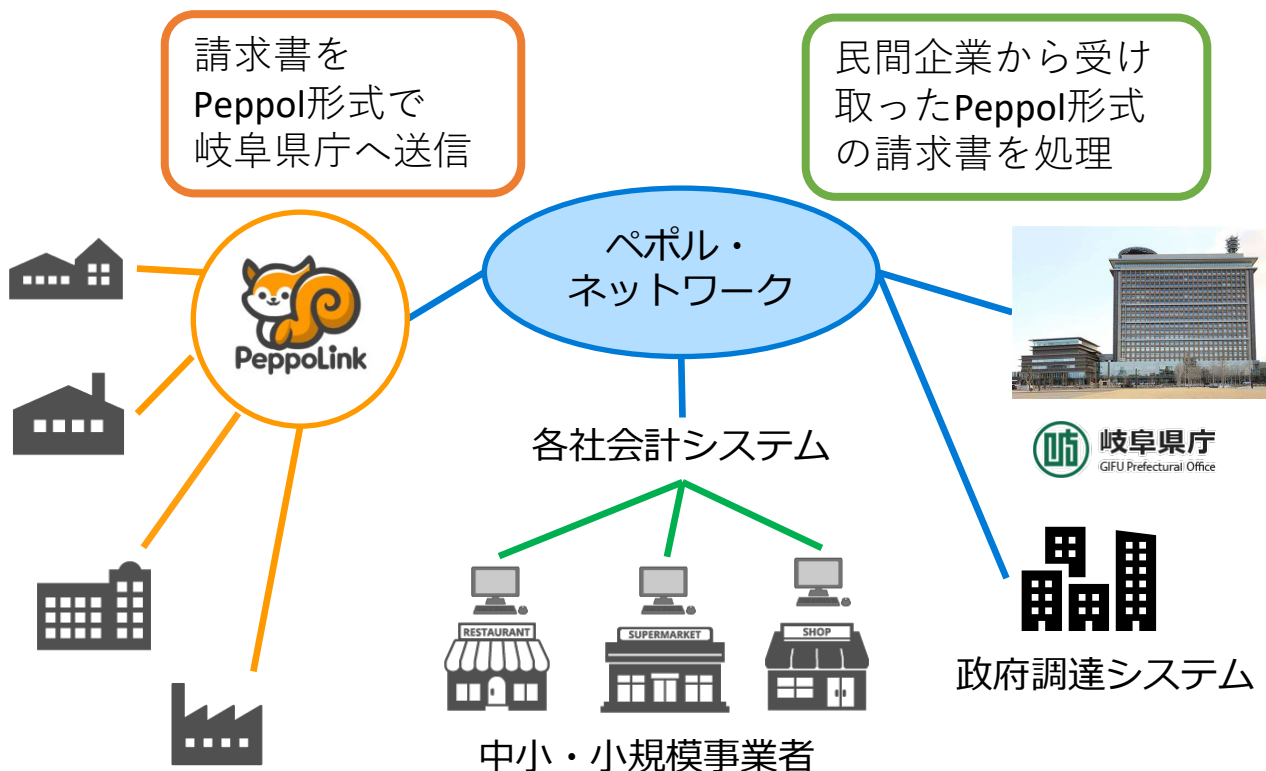 請求書を
Peppol形式で
岐阜県庁へ送信
民間企業から受け
取ったPeppol形式
の請求書を処理
ペポル・
ネットワーク
PeppoLink
各社会計システム
岐阜県庁
GIFU Prefectural Office
RESTAURANT
SUPERMARKET
SHOP
政府調達システム
中小・小規模事業者